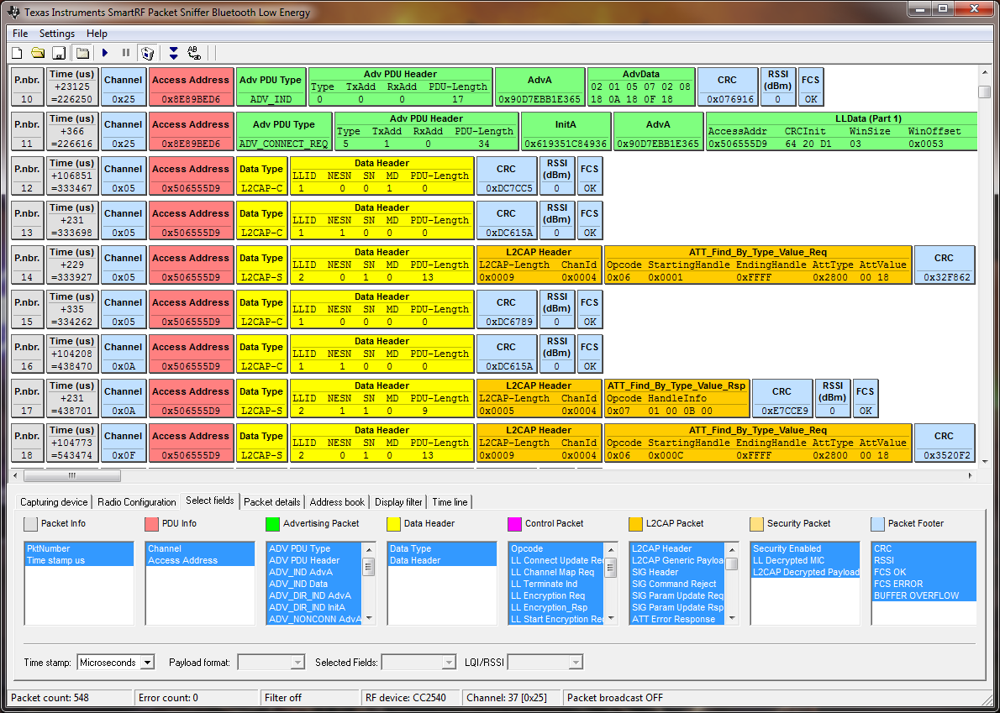 Texas Instruments SmartRF Packet Sniffer Bluetooth Low Energy
File Settings Help
P.nbr. Time (us) Channel Access Address Adv PDU Type Adv PDU Header AdvA AdvData CRC RSSI (dBm) FCS
+23125 Type TxAdd RxAdd PDU-Length 02 01 05 07 02 08
10 =226250 0x25 0x8E89BED6 ADV_IND 0 0 0 17 0x90D7EBB1E365 18 0A 18 0F 18 0x076916 0 OK
P.nbr. Time (us) Channel Access Address Adv PDU Type Adv PDU Header InitA AdvA LLData (Part 1)
+366 Type TxAdd RxAdd PDU-Length AccessAddr CRCInit WinSize WinOffset
11 =226616 0x25 0x8E89BED6 ADV_CONNECT_REQ 5 1 0 34 0x619351C84936 0x90D7EBB1E365 0x506555D9 64 20 D1 03 0x0053
P.nbr. Time (us) Channel Access Address Data Type Data Header CRC RSSI (dBm) FCS
+106851 LLID NESN SN MD PDU-Length
12 =333467 0x05 0x506555D9 L2CAP-C 1 0 0 1 0 0xDC7CC5 0 OK
P.nbr. Time (us) Channel Access Address Data Type Data Header CRC RSSI (dBm) FCS
+231 LLID NESN SN MD PDU-Length
13 =333698 0x05 0x506555D9 L2CAP-C 1 1 0 0 0 0xDC615A 0 OK
P.nbr. Time (us) Channel Access Address Data Type Data Header L2CAP Header ATT_Find_By_Type_Value_Req CRC
+229 LLID NESN SN MD PDU-Length L2CAP-Length ChanId Opcode StartingHandle EndingHandle AttType AttValue
14 =333927 0x05 0x506555D9 L2CAP-S 2 0 1 0 13 0x0009 0x0004 0x06 0x0001 0xFFFF 0x2800 00 18 0x32F862
P.nbr. Time (us) Channel Access Address Data Type Data Header CRC RSSI (dBm) FCS
+335 LLID NESN SN MD PDU-Length
15 =334262 0x05 0x506555D9 L2CAP-C 1 0 0 0 0 0xDC6789 0 OK
P.nbr. Time (us) Channel Access Address Data Type Data Header CRC RSSI (dBm) FCS
+104208 LLID NESN SN MD PDU-Length
16 =438470 0x0A 0x506555D9 L2CAP-C 1 1 0 0 0 0xDC615A 0 OK
P.nbr. Time (us) Channel Access Address Data Type Data Header L2CAP Header ATT_Find_By_Type_Value_Rsp CRC RSSI (dBm) FCS
+231 LLID NESN SN MD PDU-Length L2CAP-Length ChanId Opcode HandleInfo
17 =438701 0x0A 0x506555D9 L2CAP-S 2 1 1 0 9 0x0005 0x0004 0x07 01 00 0B 00 0xE7CCE9 0 OK
P.nbr. Time (us) Channel Access Address Data Type Data Header L2CAP Header ATT_Find_By_Type_Value_Req CRC
+104773 LLID NESN SN MD PDU-Length L2CAP-Length ChanId Opcode StartingHandle EndingHandle AttType AttValue
18 =543474 0x0F 0x506555D9 L2CAP-S 2 0 1 0 13 0x0009 0x0004 0x06 0x000C 0xFFFF 0x2800 00 18 0x3520F2
Capturing device Radio Configuration Select fields Packet details Address book Display filter Time line
Packet Info PDU Info Advertising Packet Data Header Control Packet L2CAP Packet Security Packet Packet Footer
PktNumber Channel ADV PDU Type Data Type Opcode L2CAP Header Security Enabled CRC
Time stamp us Access Address ADV PDU Header Data Header LL Connect Update Rec L2CAP Generic Payloa LL Decrypted MIC RSSI
ADV_IND AdvA LL Channel Map Req SIG Header L2CAP Decrypted Payload FCS OK
ADV_IND Data LL Terminate Ind SIG Command Reject FCS ERROR
ADV_DIR_IND AdvA LL Encryption Req SIG Param Update Req BUFFER OVERFLOW
ADV_DIR_IND InitA LL Encryption_Rsp SIG Param Update Rsp
ADV_NONCONN AdvA LL Start Encryption Re ATT Error Response
Time stamp: Microseconds Payload format: Selected Fields: LQI/RSSI
Packet count: 548 Error count: 0 Filter off RF device: CC2540 Channel: 37 [0x25] Packet broadcast OFF